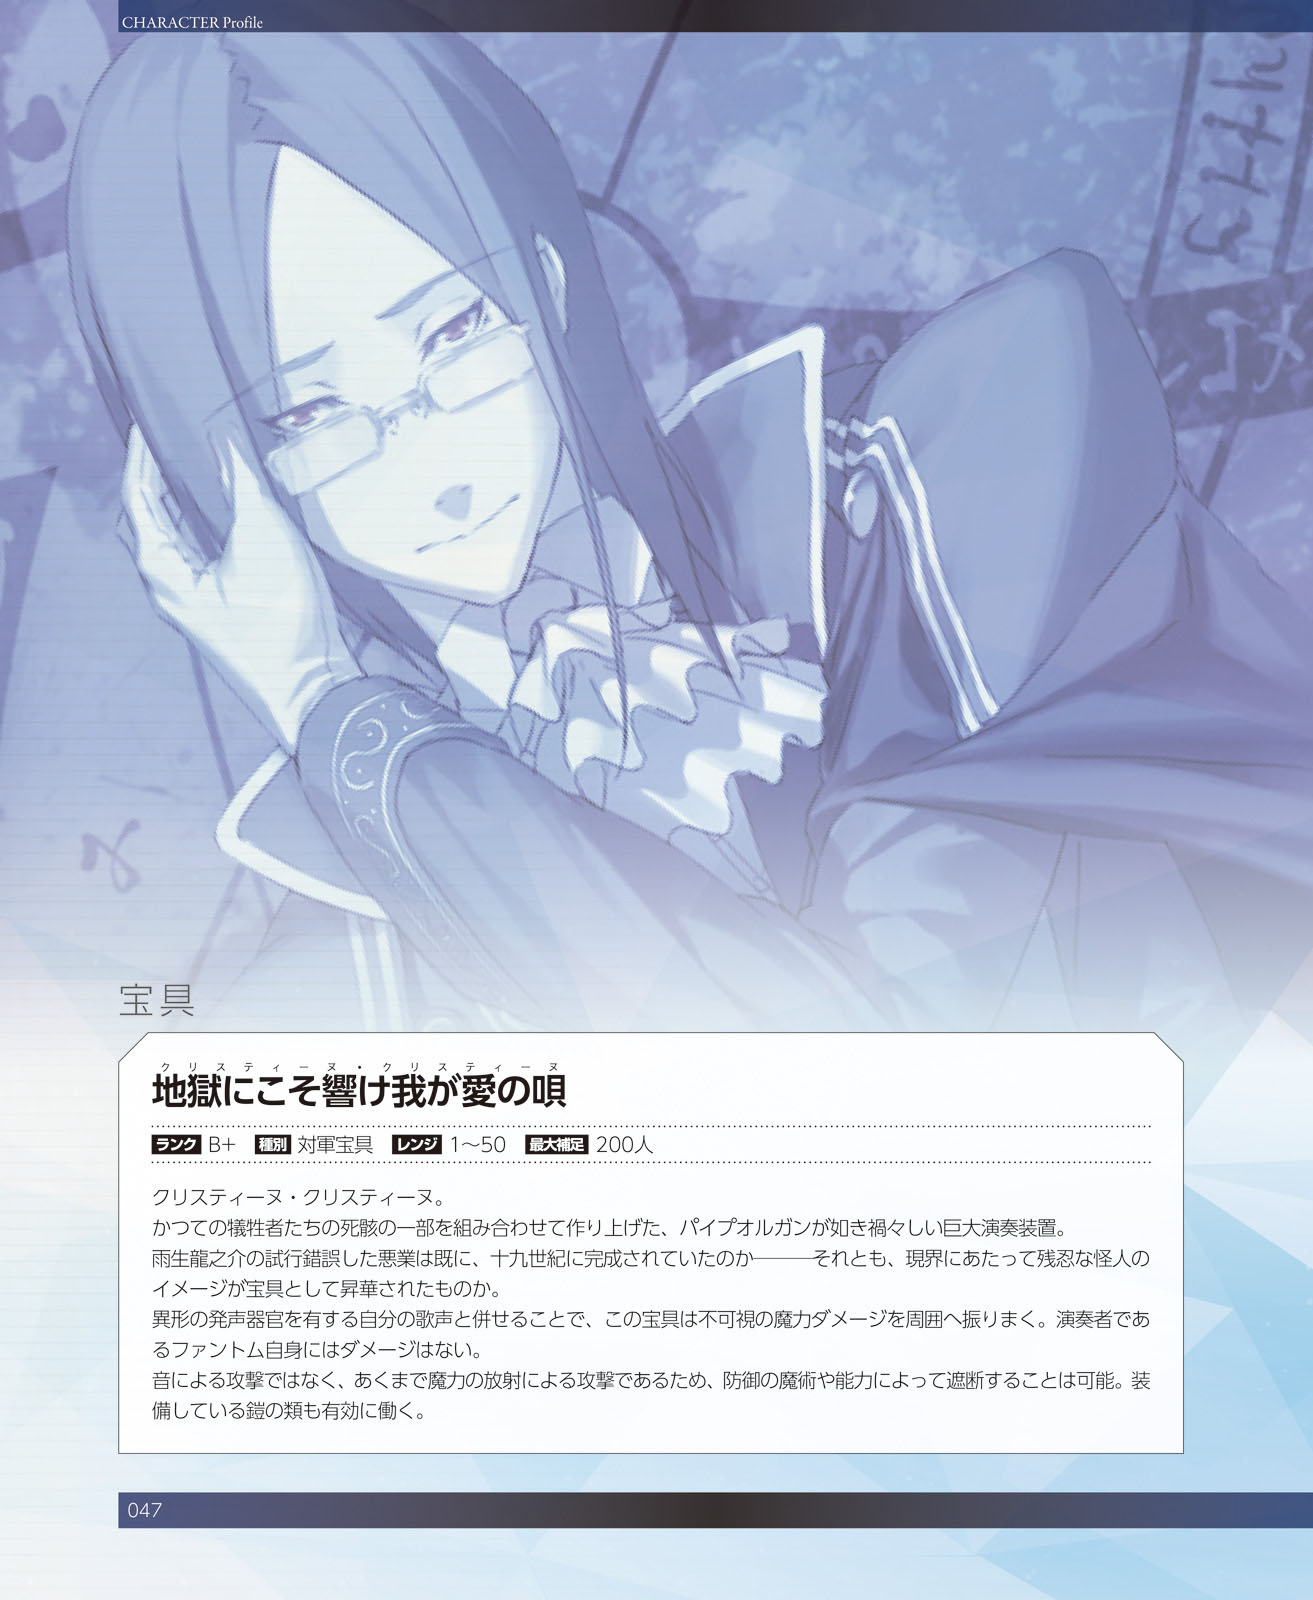 CHARACTER Profile
宝具
クリスティーヌ・クリスティーヌ
地獄にこそ響け我が愛の唄
ランク B+ 種別 対軍宝具 レンジ 1〜50 最大補足 200人
クリスティーヌ・クリスティーヌ。
かつての犠牲者たちの死骸の一部を組み合わせて作り上げた、パイプオルガンが如き禍々しい巨大演奏装置。
雨生龍之介の試行錯誤した悪業は既に、十九世紀に完成されていたのか———それとも、現界にあたって残忍な怪人の
イメージが宝具として昇華されたものか。
異形の発声器官を有する自分の歌声と併せることで、この宝具は不可視の魔力ダメージを周囲へ振りまく。演奏者であ
るファントム自身にはダメージはない。
音による攻撃ではなく、あくまで魔力の放射による攻撃であるため、防御の魔術や能力によって遮断することは可能。装
備している鎧の類も有効に働く。
047